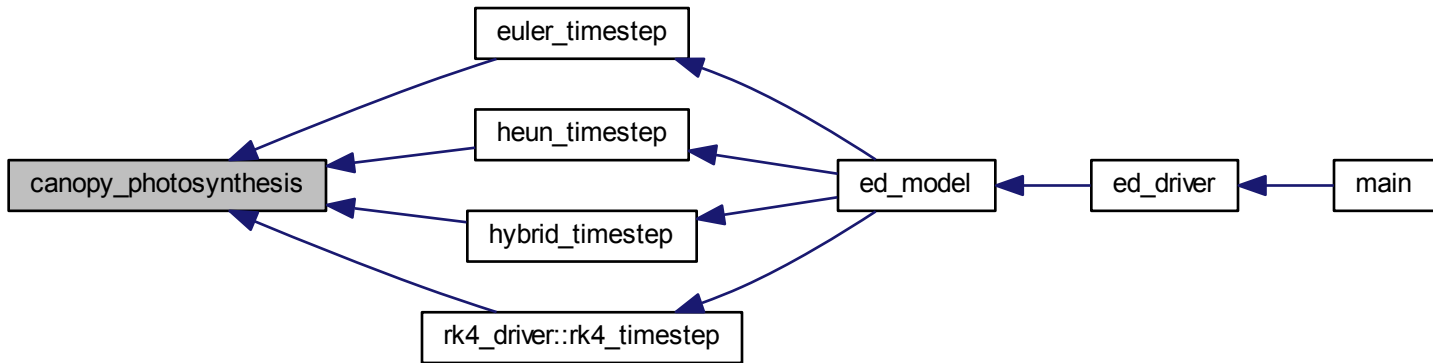 euler_timestep
heun_timestep
canopy_photosynthesis
ed_model
ed_driver
main
hybrid_timestep
rk4_driver::rk4_timestep